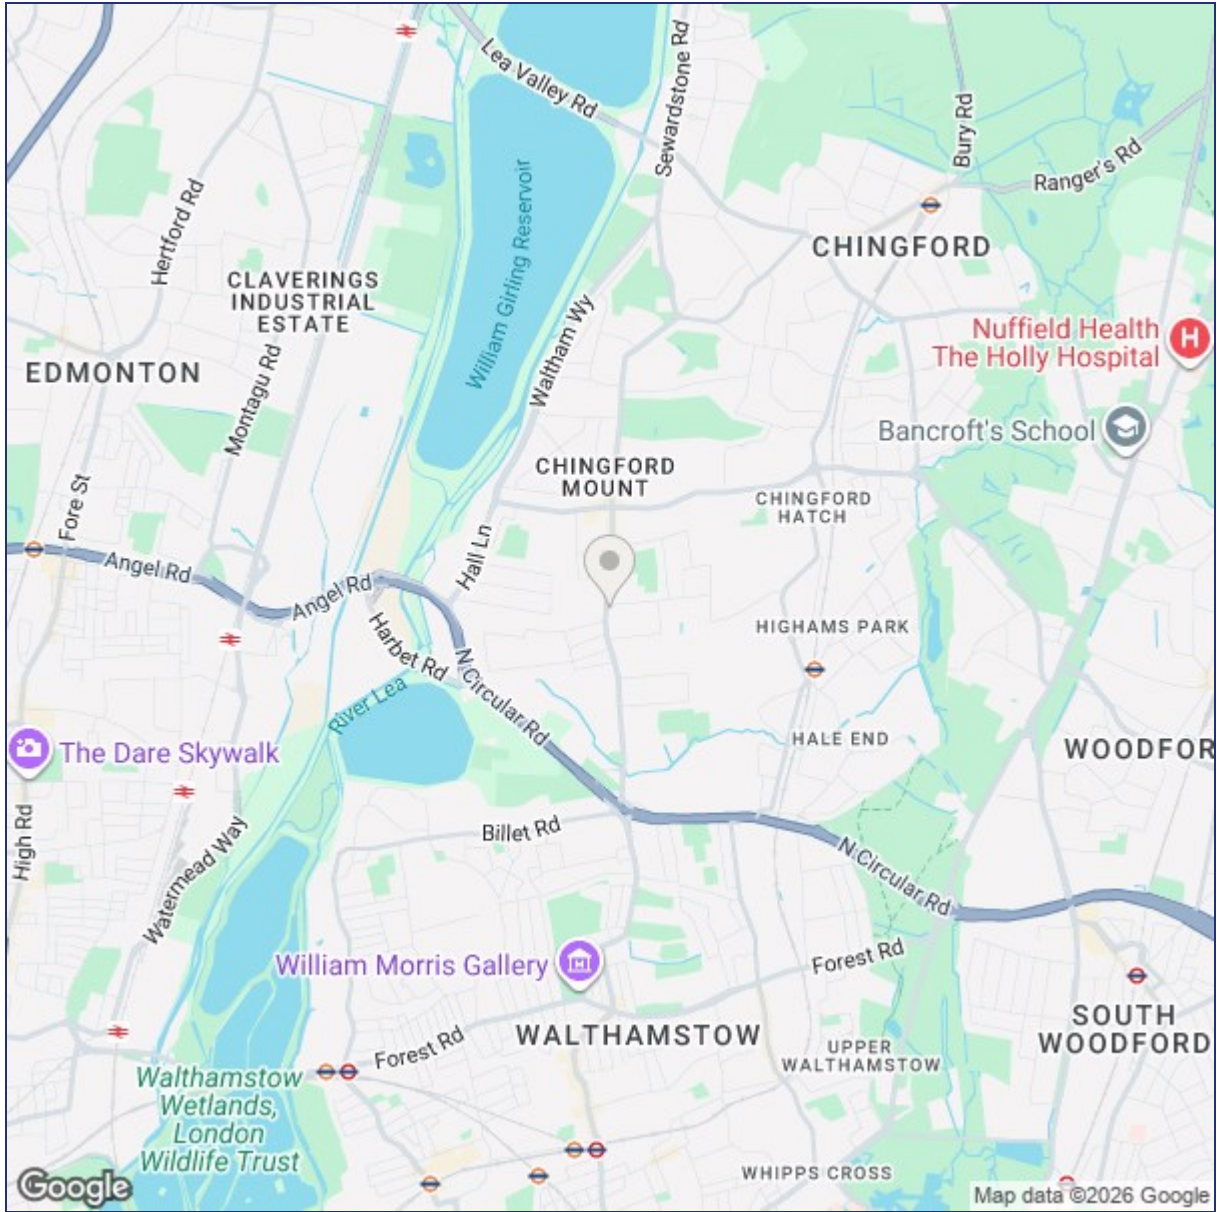 Lea Valley Rd
Sewardstone Rd
Bury Rd
Ranger's Rd
Hertford Rd
William Girling Reservoir
CHINGFORD
CLAVERINGS
INDUSTRIAL
ESTATE
Waltham Wy
Nuffield Health
The Holly Hospital
H
EDMONTON
Montagu Rd
Bancroft's School
CHINGFORD
MOUNT
CHINGFORD
HATCH
Fore St
Hall Ln
Angel Rd
Angel Rd
Harbet Rd
HIGHAMS PARK
N Circular Rd
River Lea
The Dare Skywalk
HALE END
WOODFOR
High Rd
Billet Rd
Watermead Way
N Circular Rd
William Morris Gallery
Forest Rd
WALTHAMSTOW
SOUTH
WOODFORD
Forest Rd
UPPER
WALTHAMSTOW
Walthamstow
Wetlands,
London
Wildlife Trust
WHIPPS CROSS
Google
Map data ©2026 Google